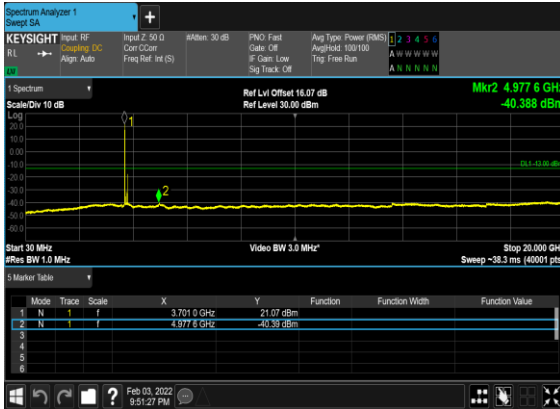 Spectrum Analyzer 1
Swept SA
KEYSIGHT
RL
Input: RF
Coupling: DC
Align: Auto
Input Z: 50 Ω
Corr CCorr
Freq Ref: Int (S)
#Atten: 30 dB
PNO: Fast
Gate: Off
IF Gain: Low
Sig Track: Off
Avg Type: Power (RMS)
Avg|Hold: 100/100
Trig: Free Run
1 2 3 4 5 6
A W W W W W
A N N N N N
1 Spectrum
Scale/Div 10 dB
Ref Lvl Offset 16.07 dB
Ref Level 30.00 dBm
Mkr2 4.977 6 GHz
-40.388 dBm
Log
20.0
10.0
0.00
-10.0
-20.0
-30.0
-40.0
-50.0
-60.0
1
2
DL1 -13.00 dBm
Start 30 MHz
#Res BW 1.0 MHz
Video BW 3.0 MHz*
Stop 20.000 GHz
Sweep ~38.3 ms (40001 pts)
5 Marker Table
Mode Trace Scale X Y Function Function Width Function Value
1 N 1 f 3.701 0 GHz 21.07 dBm
2 N 1 f 4.977 6 GHz -40.39 dBm
3
4
5
6
Feb 03, 2022
9:51:27 PM